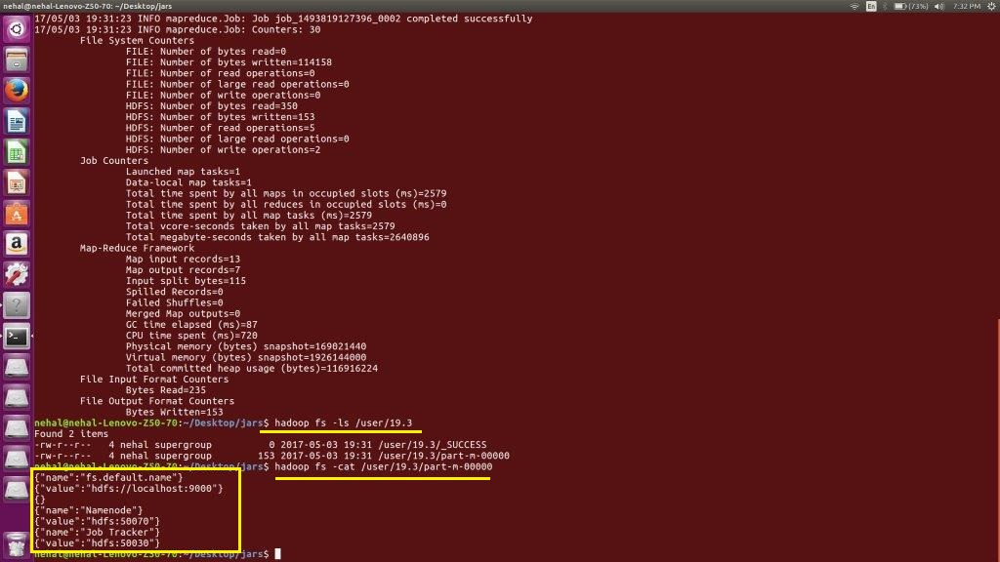 nehal@nehal-Lenovo-Z50-70: ~/Desktop/jars
En (73%) 7:32 PM
17/05/03 19:31:23 INFO mapreduce.Job: Job job_1493819127396_0002 completed successfully
17/05/03 19:31:23 INFO mapreduce.Job: Counters: 30
File System Counters
FILE: Number of bytes read=0
FILE: Number of bytes written=114158
FILE: Number of read operations=0
FILE: Number of large read operations=0
FILE: Number of write operations=0
HDFS: Number of bytes read=350
HDFS: Number of bytes written=153
HDFS: Number of read operations=5
HDFS: Number of large read operations=0
HDFS: Number of write operations=2
Job Counters
Launched map tasks=1
Data-local map tasks=1
Total time spent by all maps in occupied slots (ms)=2579
Total time spent by all reduces in occupied slots (ms)=0
Total time spent by all map tasks (ms)=2579
Total vcore-seconds taken by all map tasks=2579
Total megabyte-seconds taken by all map tasks=2640896
Map-Reduce Framework
Map input records=13
Map output records=7
Input split bytes=115
Spilled Records=0
Failed Shuffles=0
Merged Map outputs=0
GC time elapsed (ms)=87
CPU time spent (ms)=720
Physical memory (bytes) snapshot=169021440
Virtual memory (bytes) snapshot=1926144000
Total committed heap usage (bytes)=116916224
File Input Format Counters
Bytes Read=235
File Output Format Counters
Bytes Written=153
nehal@nehal-Lenovo-Z50-70:~/Desktop/jars$ hadoop fs -ls /user/19.3
Found 2 items
-rw-r--r--   4 nehal supergroup          0 2017-05-03 19:31 /user/19.3/_SUCCESS
-rw-r--r--   4 nehal supergroup        153 2017-05-03 19:31 /user/19.3/part-m-00000
nehal@nehal-Lenovo-Z50-70:~/Desktop/jars$ hadoop fs -cat /user/19.3/part-m-00000
{"name":"fs.default.name"}
{"value":"hdfs://localhost:9000"}
{}
{"name":"Namenode"}
{"value":"hdfs:50070"}
{"name":"Job Tracker"}
{"value":"hdfs:50030"}
nehal@nehal-Lenovo-Z50-70:~/Desktop/jars$